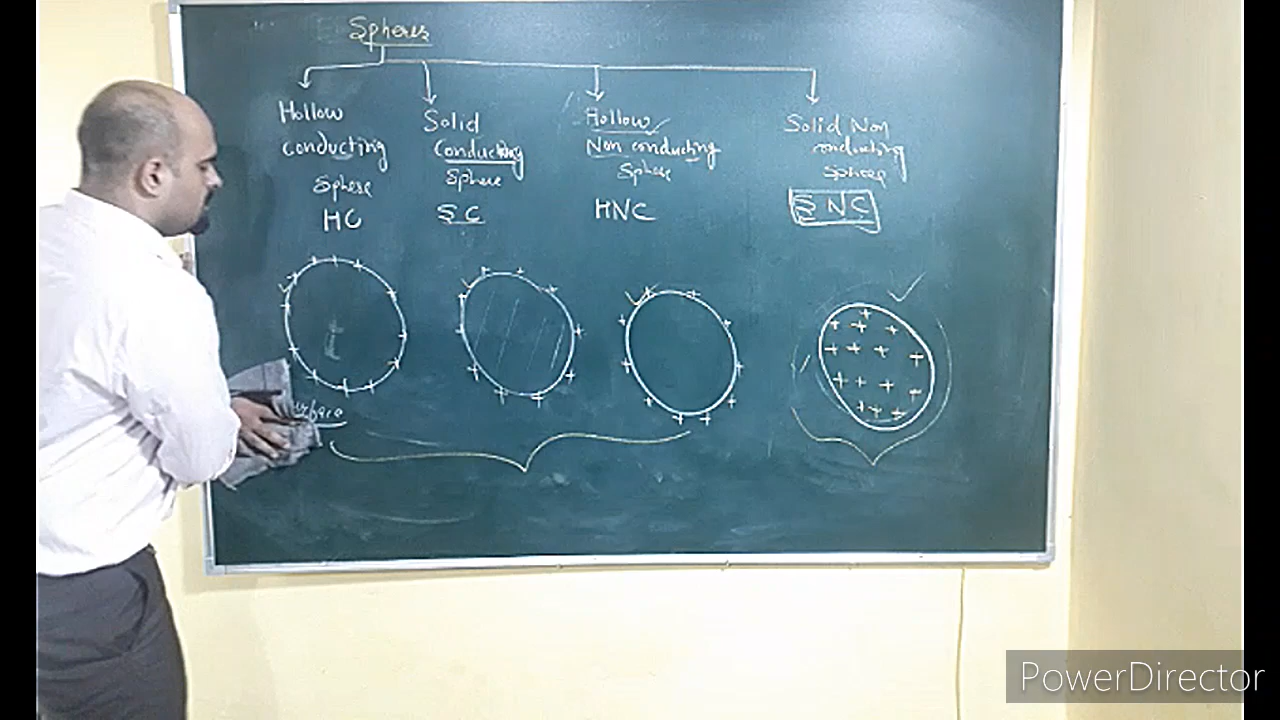 Spheres
Hollow
conducting
Sphere
HC
Solid
Conducting
Sphere
SC
Hollow
Non conducting
Sphere
HNC
Solid Non
conducting
Sphere
SNC
PowerDirector